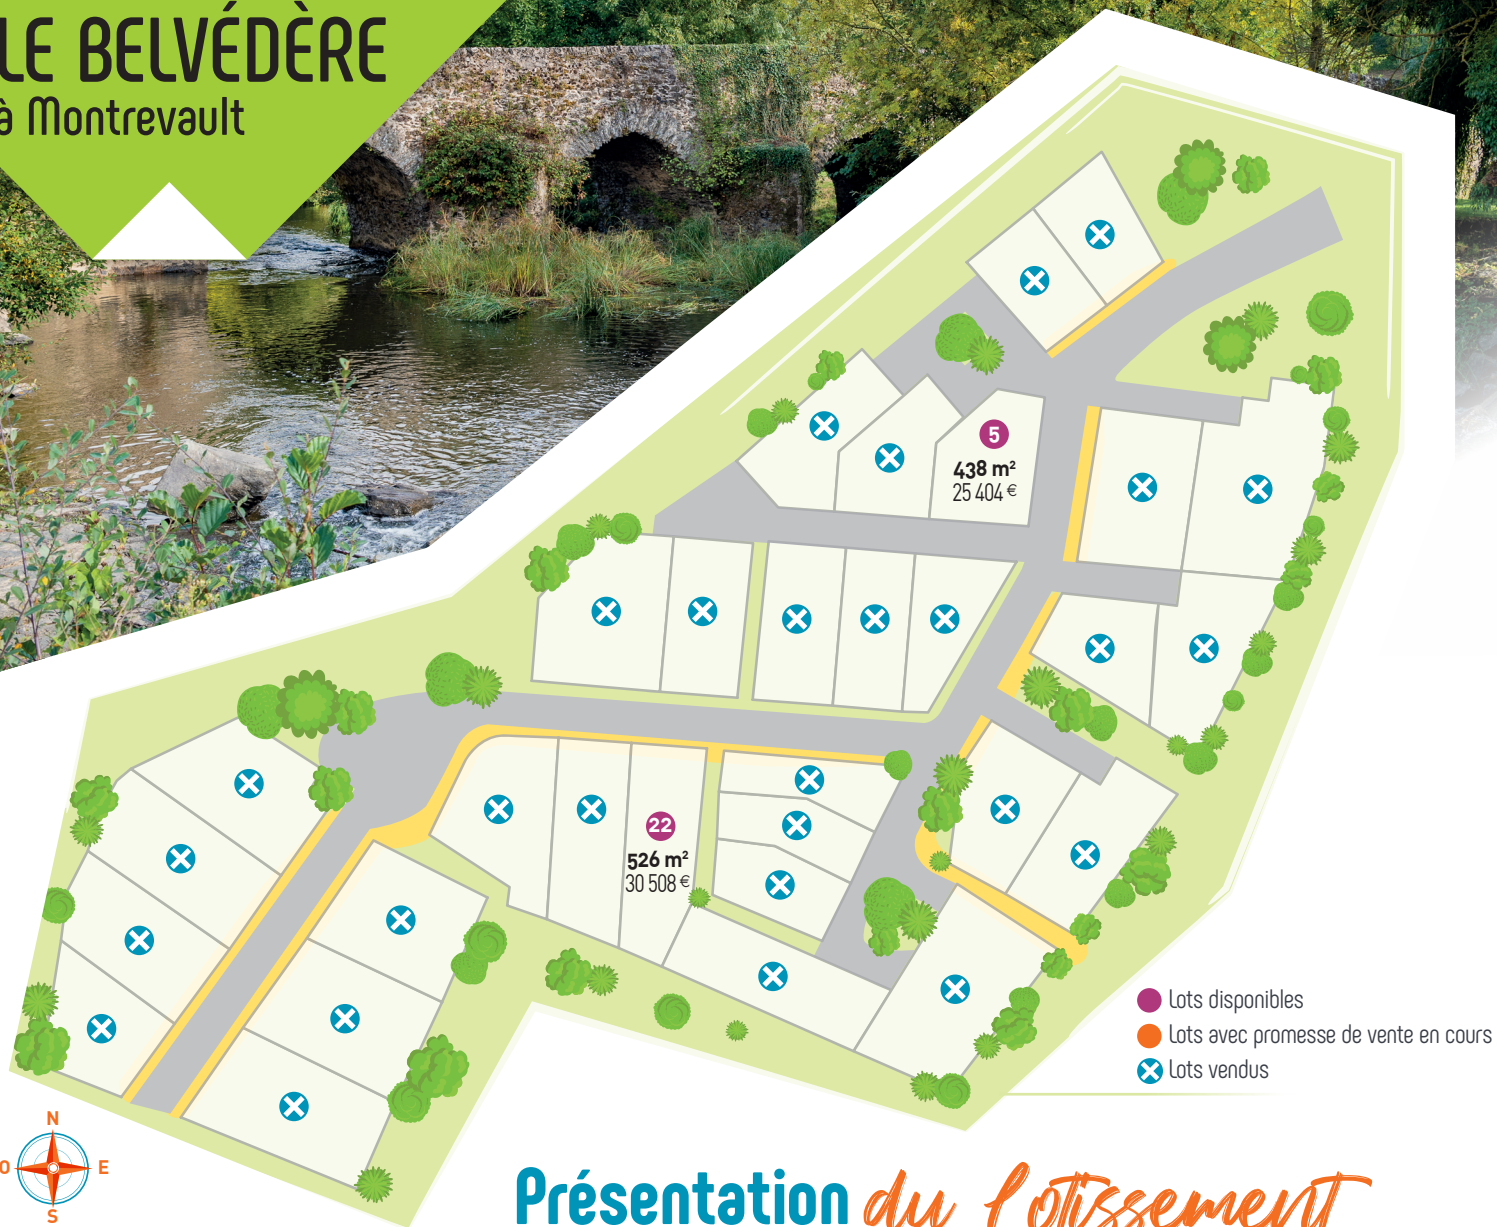 LE BELVÉDÈRE
à Montrevault
5
438 m²
25 404 €
22
526 m²
30 508 €
Lots disponibles
Lots avec promesse de vente en cours
Lots vendus
N
O E
S
Présentation du lotissement